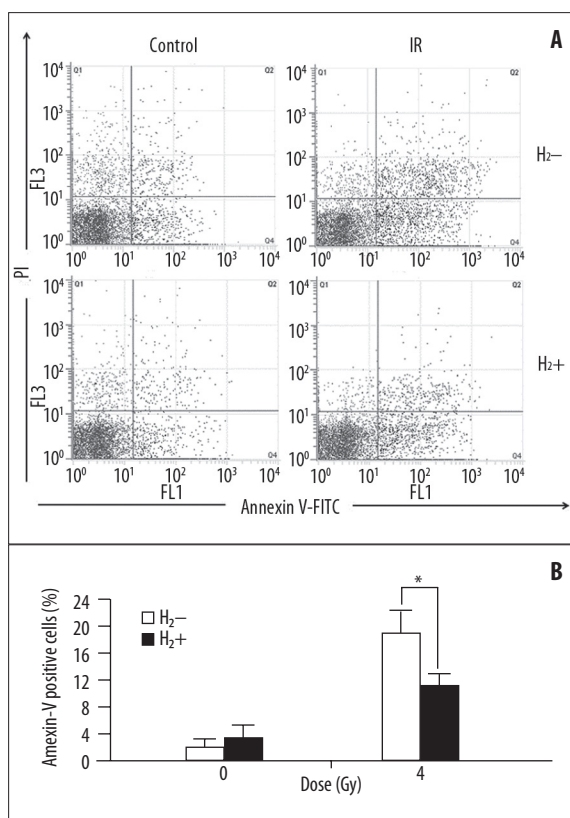 Control IR A
10⁴ 10⁴
Q1 Q2 Q1 Q2
10³ 10³
10² 10² H₂−
FL3
10¹ 10¹
10⁰ Q4 10⁰ Q4
10⁰ 10¹ 10² 10³ 10⁴ 10⁰ 10¹ 10² 10³ 10⁴
PI
10⁴ 10⁴
Q1 Q2 Q1 Q2
10³ 10³
10² 10² H₂+
FL3
10¹ 10¹
10⁰ Q4 10⁰ Q4
10⁰ 10¹ 10² 10³ 10⁴ 10⁰ 10¹ 10² 10³ 10⁴
FL1 FL1
Annexin V-FITC
B
Amexin-V positive cells (%)
24
20
16
12
8
4
0
H₂−
H₂+
*
0 4
Dose (Gy)